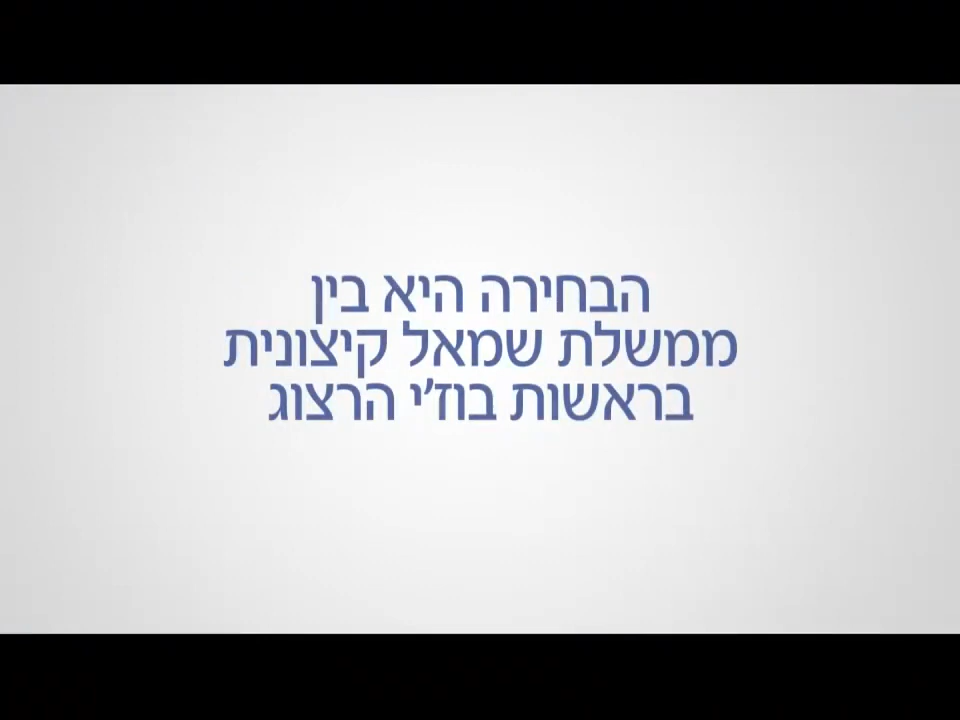 הבחירה היא בין
ממשלת שמאל קיצונית
בראשות בוז'י הרצוג